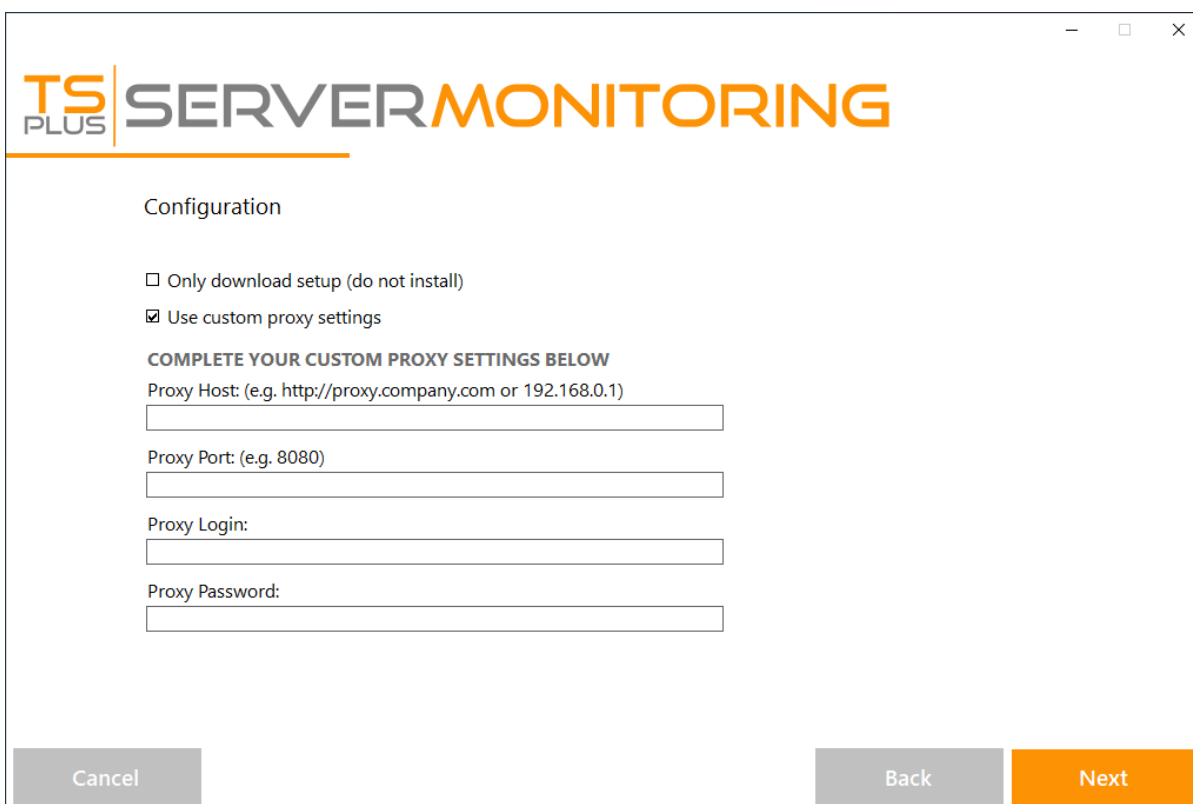 TS PLUS SERVERMONITORING
Configuration
Only download setup (do not install)
Use custom proxy settings
COMPLETE YOUR CUSTOM PROXY SETTINGS BELOW
Proxy Host: (e.g. http://proxy.company.com or 192.168.0.1)
Proxy Port: (e.g. 8080)
Proxy Login:
Proxy Password:
Cancel
Back
Next